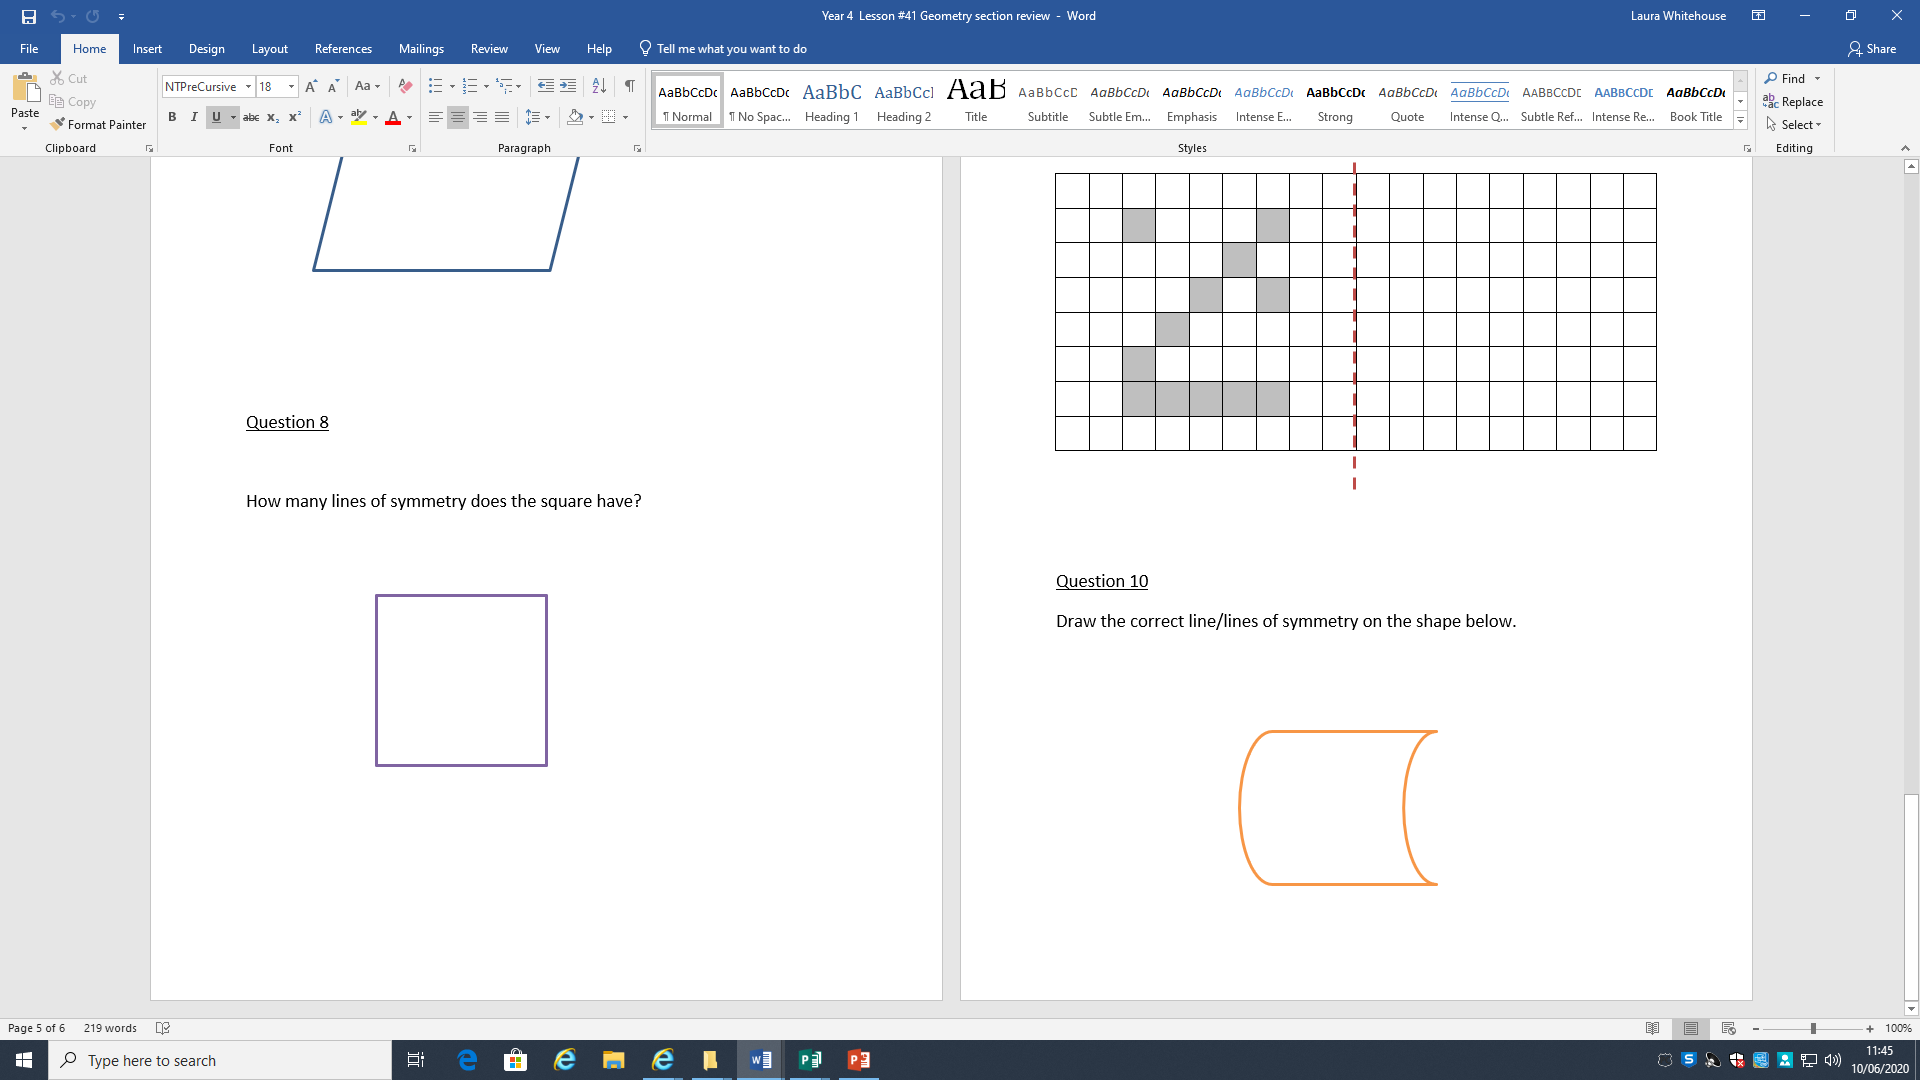 Year 4 Lesson #41 Geometry section review - Word
Laura Whitehouse
File Home Insert Design Layout References Mailings Review View Help Tell me what you want to do
Share
Paste
Cut
Copy
Format Painter
Clipboard
NTPreCursive 18
Font
Paragraph
AaBbCcDc AaBbCcDc AaBbC AaBbCcI AaB AaBbCcD AaBbCcDc AaBbCcDc AaBbCcDc AaBbCcDc AaBbCcDc AaBbCcDc AaBbCcDE AaBbCcDE AaBbCcDc
¶ Normal ¶ No Spac... Heading 1 Heading 2 Title Subtitle Subtle Em... Emphasis Intense E... Strong Quote Intense Q... Subtle Ref... Intense Re... Book Title
Styles
Find
Replace
Select
Editing
Question 8
How many lines of symmetry does the square have?
Question 10
Draw the correct line/lines of symmetry on the shape below.
Page 5 of 6 219 words
100%
Type here to search
11:45
10/06/2020